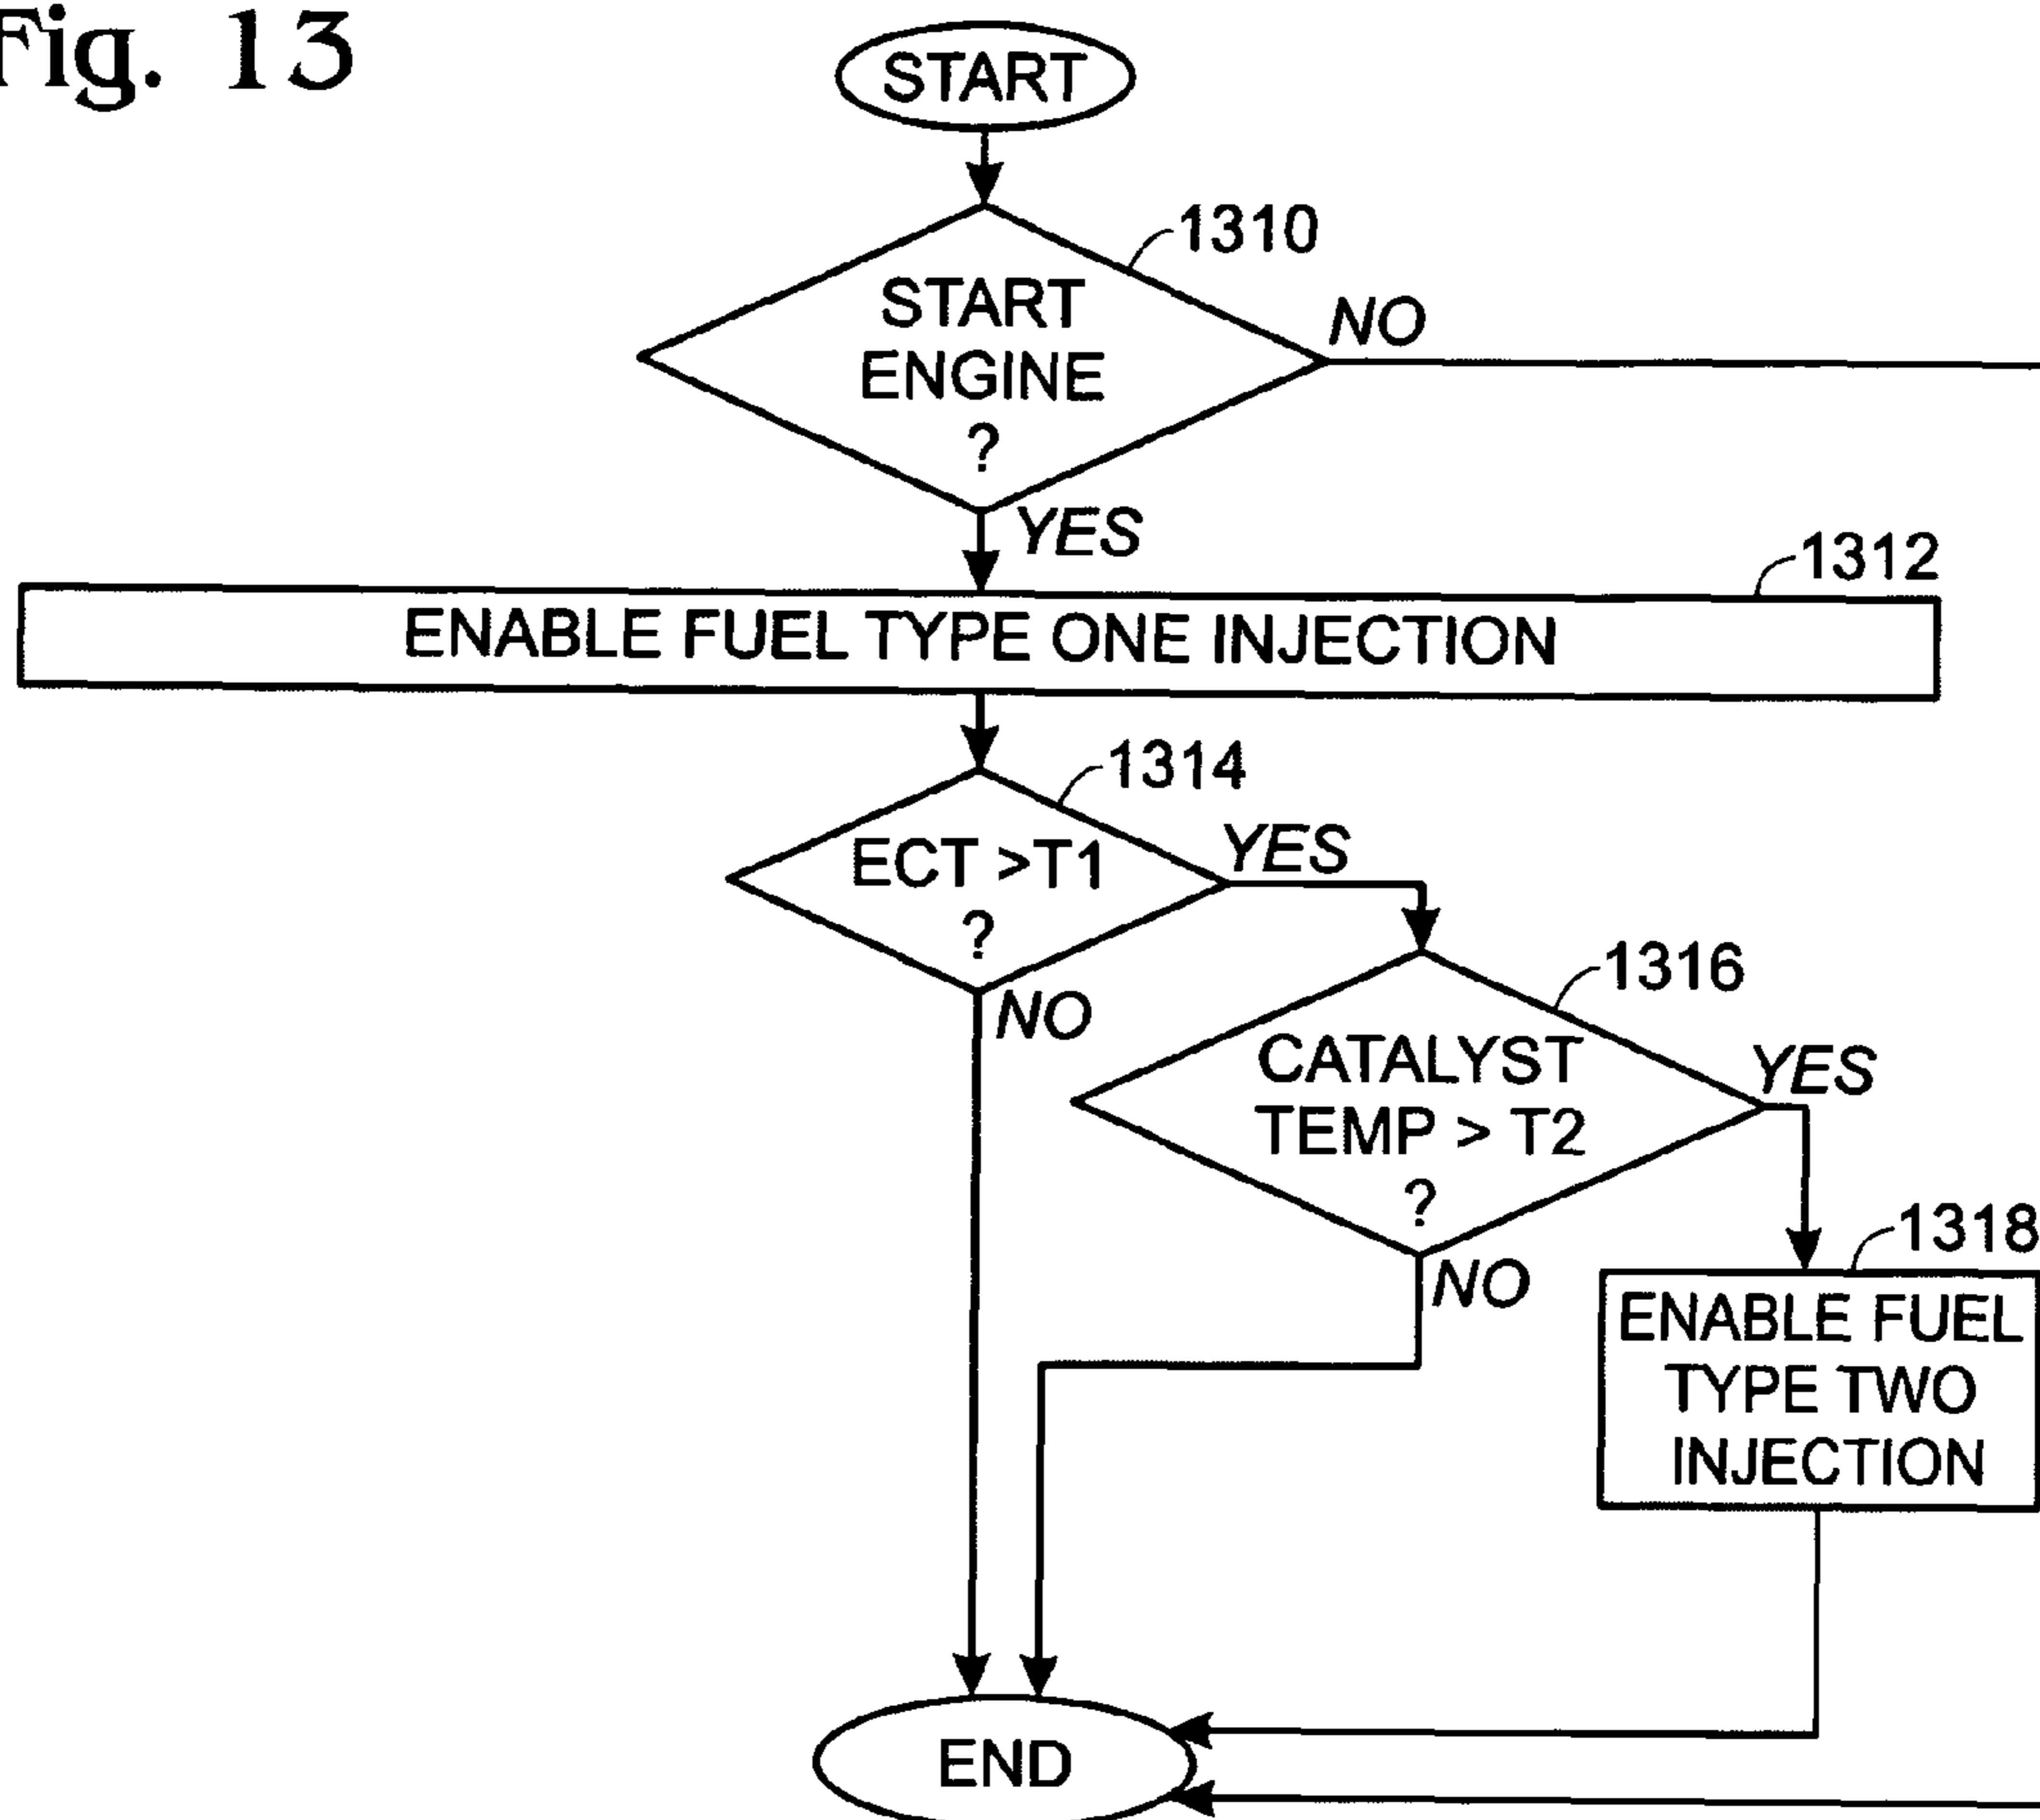 Fig. 13
START
1310
START
ENGINE
?
NO
YES
1312
ENABLE FUEL TYPE ONE INJECTION
1314
ECT >T1
?
YES
NO
1316
CATALYST
TEMP > T2
?
YES
NO
1318
ENABLE FUEL
TYPE TWO
INJECTION
END